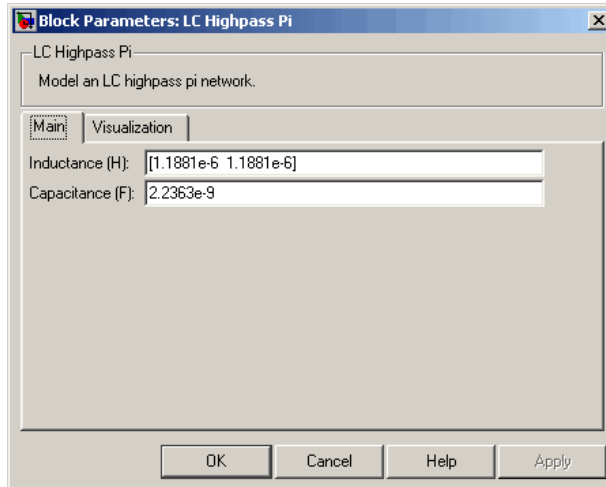 Block Parameters: LC Highpass Pi
LC Highpass Pi
Model an LC highpass pi network.
Main Visualization
Inductance (H): [1.1881e-6 1.1881e-6]
Capacitance (F): 2.2363e-9
OK Cancel Help Apply